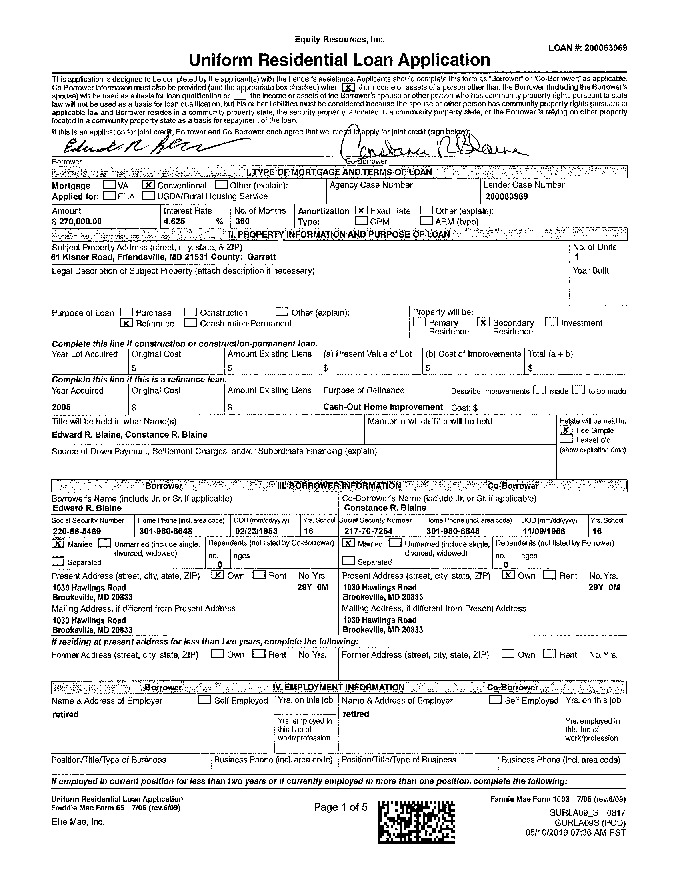 Equity Resources, Inc.
LOAN #: 200063969
Uniform Residential Loan Application
This application is designed to be completed by the applicant(s) with the Lender's assistance. Applicants should complete this form as "Borrower" or "Co-Borrower" as applicable.
Co-Borrower information must also be provided (and the appropriate box checked) when X the income or assets of a person other than the Borrower (including the Borrower's
spouse) will be used as a basis for loan qualification or the income or assets of the Borrower's spouse or other person who has community property rights pursuant to state
law will not be used as a basis for loan qualification, but his or her liabilities must be considered because the spouse or other person has community property rights pursuant to
applicable law and Borrower resides in a community property state, the security property is located in a community property state, or the Borrower is relying on other property
located in a community property state as a basis for repayment of the loan.
If this is an application for joint credit, Borrower and Co-Borrower each agree that we intend to apply for joint credit (sign below):
Borrower Co-Borrower
I. TYPE OF MORTGAGE AND TERMS OF LOAN
Mortgage VA X Conventional Other (explain): Agency Case Number Lender Case Number
Applied for: FHA USDA/Rural Housing Service 200063969
Amount Interest Rate No. of Months Amortization X Fixed Rate Other (explain):
$ 270,000.00 4.625 % 360 Type: GPM ARM (type):
II. PROPERTY INFORMATION AND PURPOSE OF LOAN
Subject Property Address (street, city, state, & ZIP) No. of Units
61 Kisner Road, Friendsville, MD 21531 County: Garrett 1
Legal Description of Subject Property (attach description if necessary) Year Built
Purpose of Loan Purchase Construction Other (explain): Property will be:
X Refinance Construction-Permanent Primary Residence X Secondary Residence Investment
Complete this line if construction or construction-permanent loan.
Year Lot Acquired Original Cost Amount Existing Liens (a) Present Value of Lot (b) Cost of Improvements Total (a + b)
$ $ $ $ $
Complete this line if this is a refinance loan.
Year Acquired Original Cost Amount Existing Liens Purpose of Refinance Describe Improvements made to be made
2005 $ $ Cash-Out Home Improvement Cost: $
Title will be held in what Name(s) Manner in which Title will be held Estate will be held in:
Edward R. Blaine, Constance R. Blaine X Fee Simple
Leasehold
Source of Down Payment, Settlement Charges, and/or Subordinate Financing (explain) (show expiration date)
Borrower III. BORROWER INFORMATION Co-Borrower
Borrower's Name (include Jr. or Sr. if applicable) Co-Borrower's Name (include Jr. or Sr. if applicable)
Edward R. Blaine Constance R. Blaine
Social Security Number Home Phone (incl. area code) DOB (mm/dd/yyyy) Yrs. School Social Security Number Home Phone (incl. area code) DOB (mm/dd/yyyy) Yrs. School
301-980-6648 02/23/1953 16 217-70-7254 301-980-6648 16
X Married Unmarried (include single, divorced, widowed) Dependents (not listed by Co-Borrower) X Married Unmarried (include single, divorced, widowed) Dependents (not listed by Borrower)
Separated no. 0 ages Separated no. 0 ages
Present Address (street, city, state, ZIP) X Own Rent No. Yrs. Present Address (street, city, state, ZIP) X Own Rent No. Yrs.
1030 Hawlings Road 29Y 0M 1030 Hawlings Road 29Y 0M
Brookeville, MD 20833 Brookeville, MD 20833
Mailing Address, if different from Present Address Mailing Address, if different from Present Address
1030 Hawlings Road 1030 Hawlings Road
Brookeville, MD 20833 Brookeville, MD 20833
If residing at present address for less than two years, complete the following:
Former Address (street, city, state, ZIP) Own Rent No. Yrs. Former Address (street, city, state, ZIP) Own Rent No. Yrs.
Borrower IV. EMPLOYMENT INFORMATION Co-Borrower
Name & Address of Employer Self Employed Yrs. on this job Name & Address of Employer Self Employed Yrs. on this job
retired retired
Yrs. employed in this line of work/profession Yrs. employed in this line of work/profession
Position/Title/Type of Business Business Phone (incl. area code) Position/Title/Type of Business Business Phone (incl. area code)
If employed in current position for less than two years or if currently employed in more than one position, complete the following:
Uniform Residential Loan Application Fannie Mae Form 1003 7/05 (rev.6/09)
Freddie Mac Form 65 7/05 (rev.6/09) Page 1 of 5
Ellie Mae, Inc. GURLA09_S 0817
GURLA09S (POD)
05/10/2019 07:36 AM PST